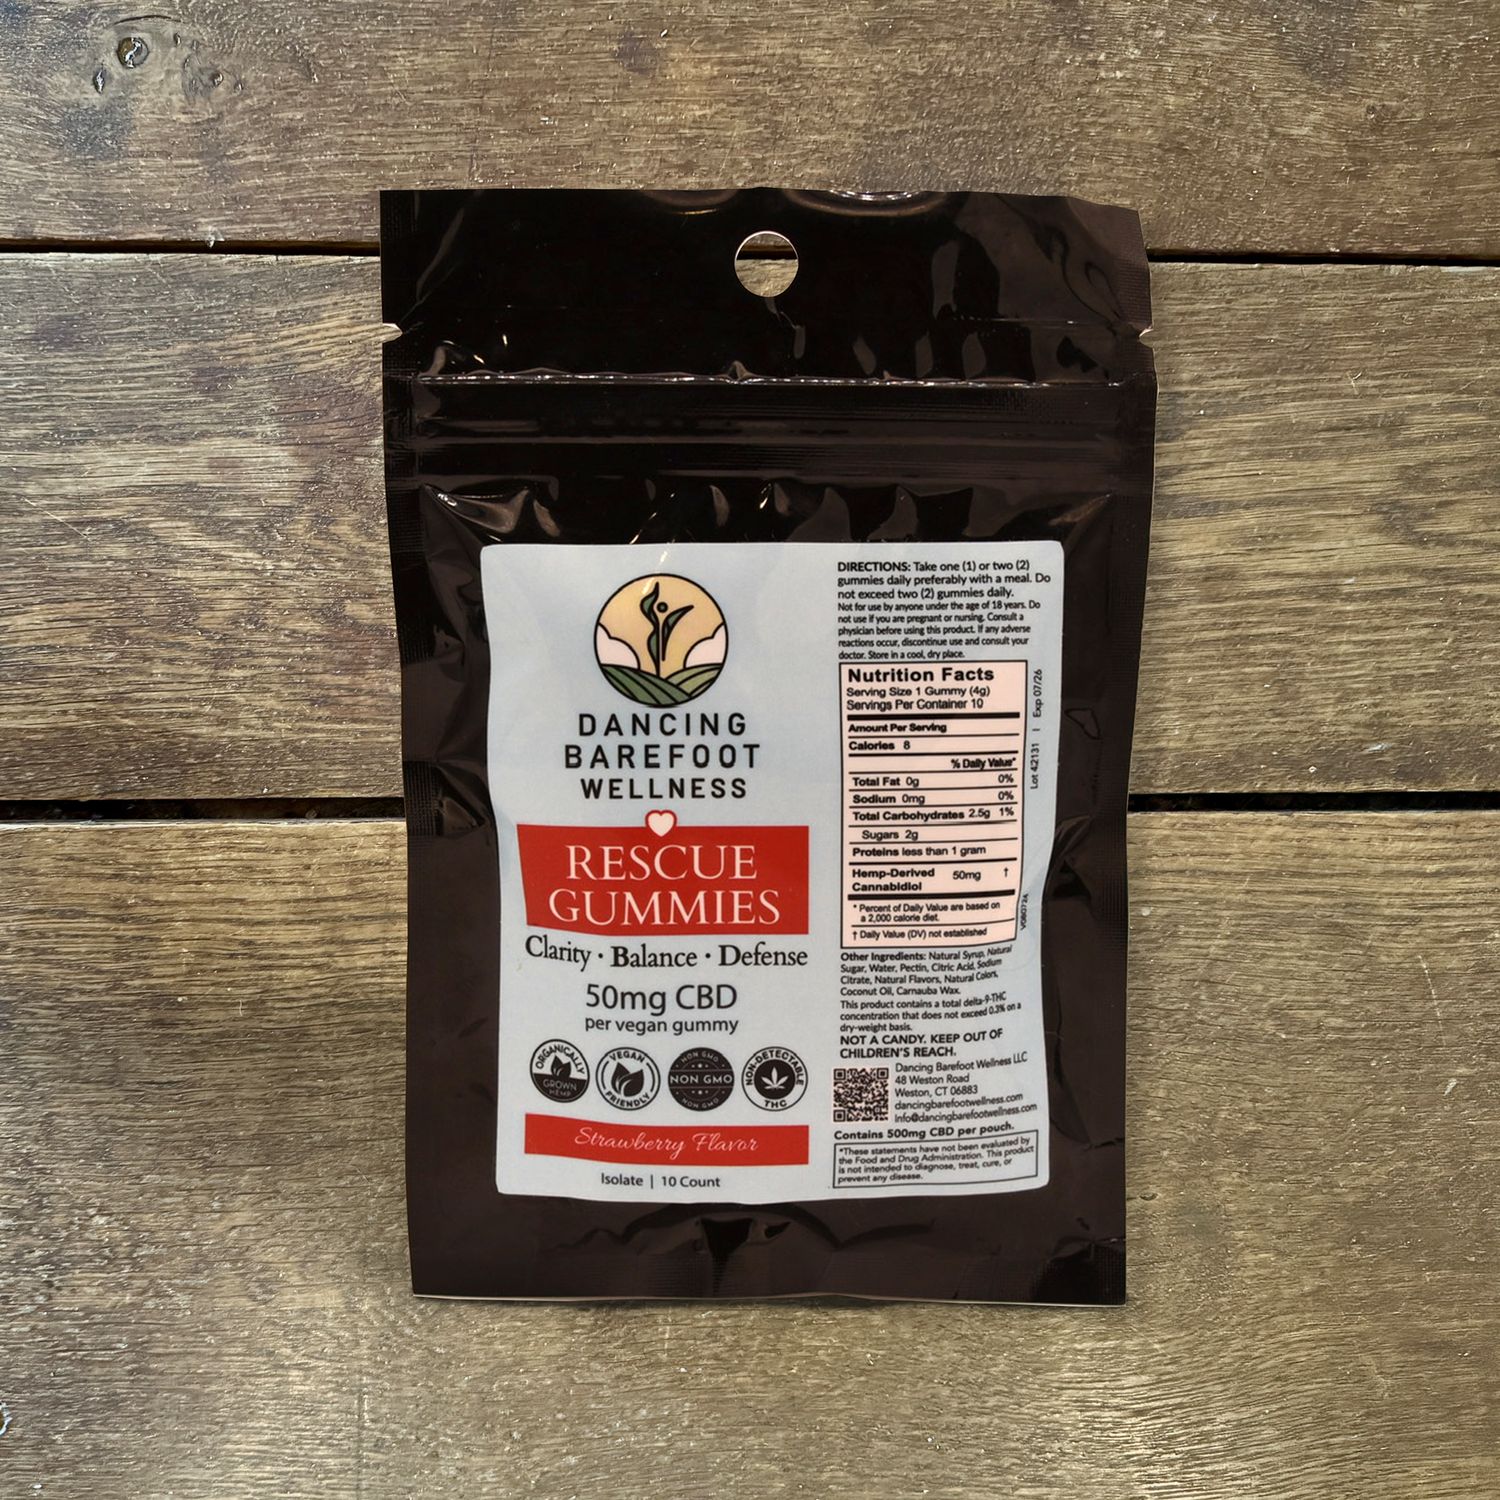 DANCING
BAREFOOT
WELLNESS
RESCUE
GUMMIES
Clarity • Balance • Defense
50mg CBD
per vegan gummy
ORGANICALLY
GROWN
HEMP
VEGAN
FRIENDLY
NON GMO
NON GMO
NON GMO
NON-DETECTABLE
THC
Strawberry Flavor
Isolate | 10 Count
DIRECTIONS: Take one (1) or two (2)
gummies daily preferably with a meal. Do
not exceed two (2) gummies daily.
Not for use by anyone under the age of 18 years. Do
not use if you are pregnant or nursing. Consult a
physician before using this product. If any adverse
reactions occur, discontinue use and consult your
doctor. Store in a cool, dry place.
Nutrition Facts
Serving Size 1 Gummy (4g)
Servings Per Container 10
Amount Per Serving
Calories 8
% Daily Value*
Total Fat 0g 0%
Sodium 0mg 0%
Total Carbohydrates 2.5g 1%
Sugars 2g
Proteins less than 1 gram
Hemp-Derived 50mg †
Cannabidiol
* Percent of Daily Value are based on
a 2,000 calorie diet.
† Daily Value (DV) not established
Lot 42131 | Exp 07/26
Other Ingredients: Natural Syrup, Natural
Sugar, Water, Pectin, Citric Acid, Sodium
Citrate, Natural Flavors, Natural Colors,
Coconut Oil, Carnauba Wax.
This product contains a total delta-9-THC
concentration that does not exceed 0.3% on a
dry-weight basis.
NOT A CANDY. KEEP OUT OF
CHILDREN'S REACH.
Dancing Barefoot Wellness LLC
48 Weston Road
Weston, CT 06883
dancingbarefootwellness.com
Info@dancingbarefootwellness.com
Contains 500mg CBD per pouch.
*These statements have not been evaluated by
the Food and Drug Administration. This product
is not intended to diagnose, treat, cure, or
prevent any disease.